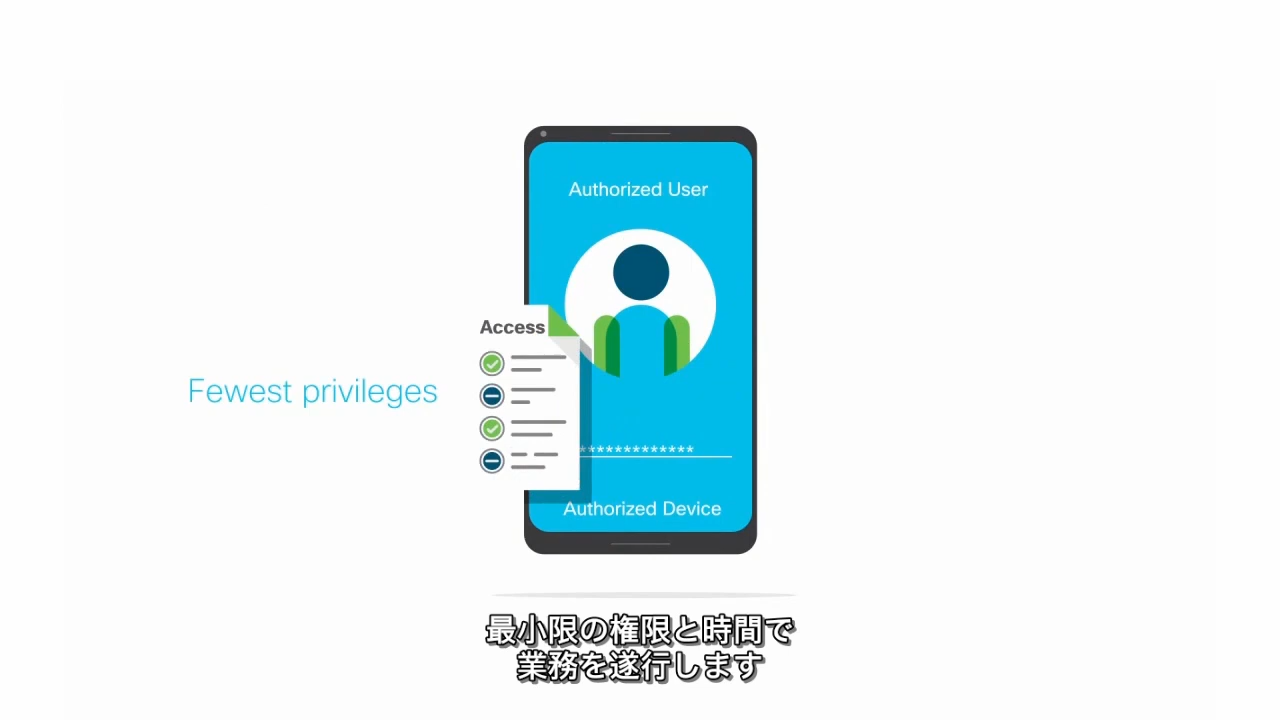 Authorized User
Access
Fewest privileges
*************
Authorized Device
最小限の権限と時間で
業務を遂行します